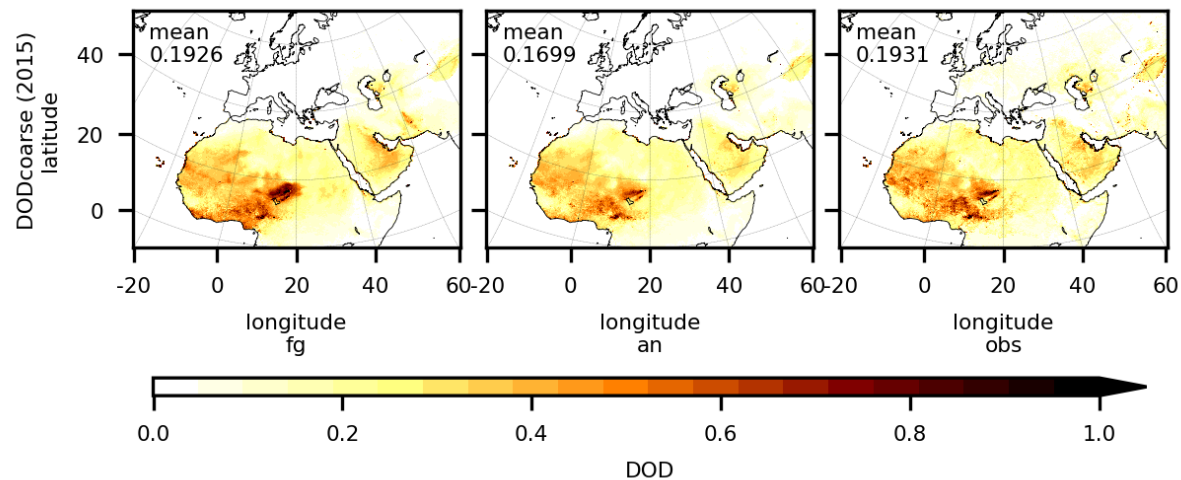 DODcoarse (2015)
latitude
40
20
0
mean
0.1926
mean
0.1699
mean
0.1931
-20 0 20 40 60
-20 0 20 40 60
-20 0 20 40 60
longitude
fg
longitude
an
longitude
obs
0.0 0.2 0.4 0.6 0.8 1.0
DOD